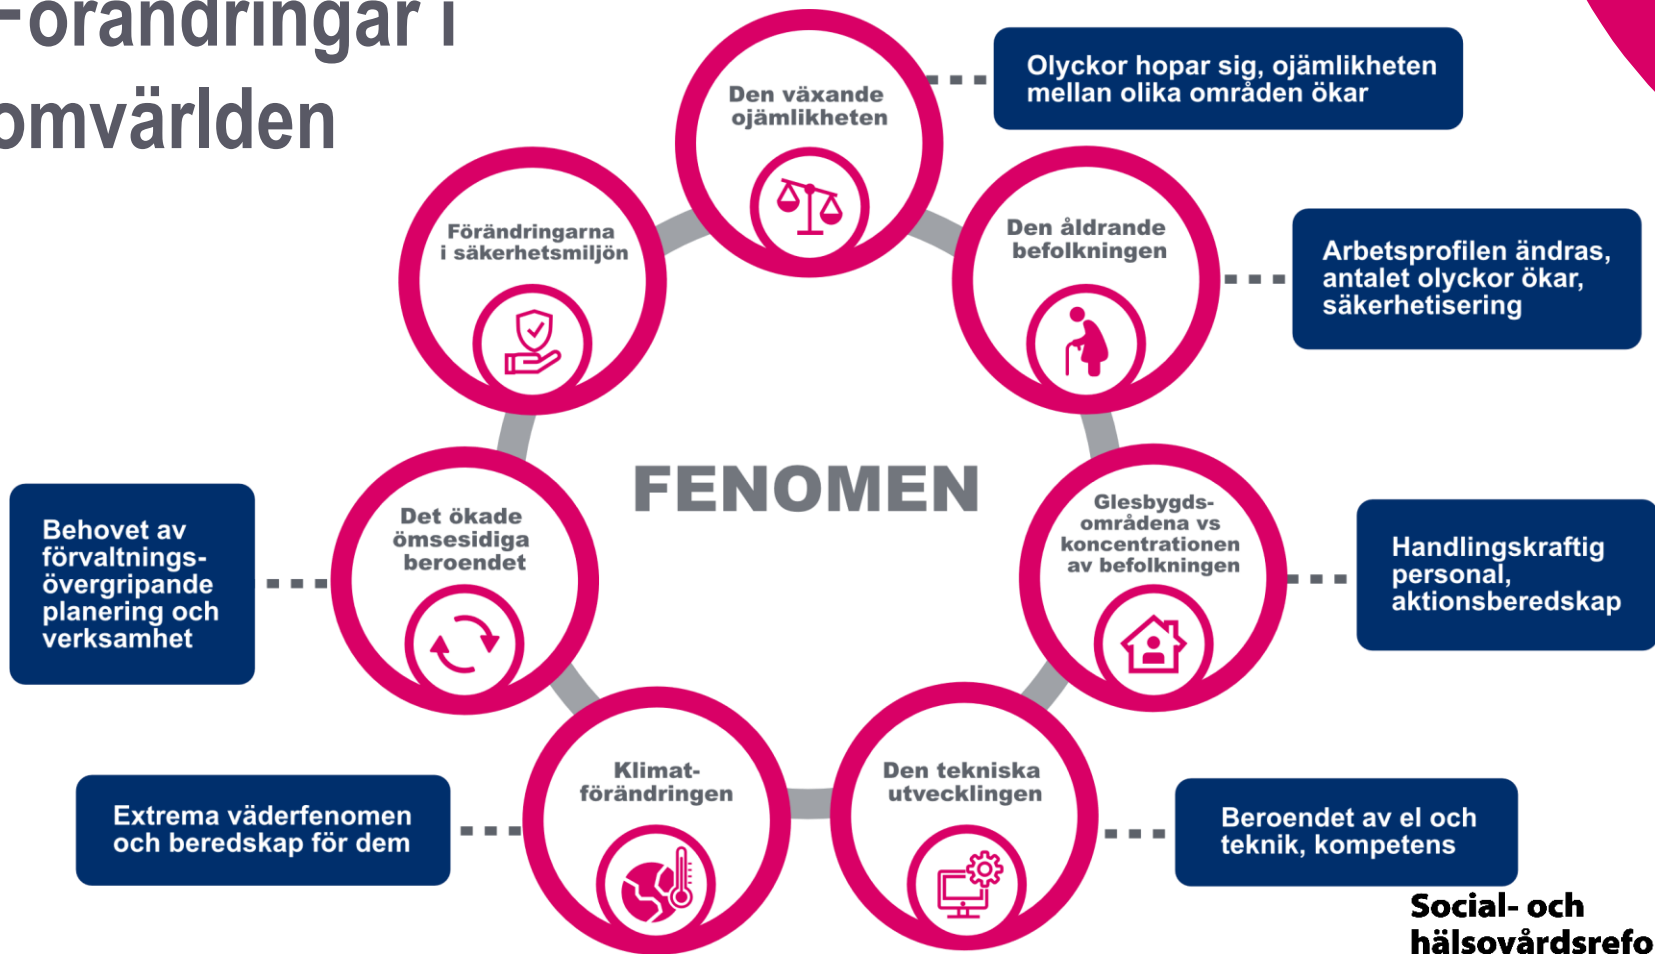 Förändringar i
omvärlden
Den växande
ojämlikheten
Olyckor hopar sig, ojämlikheten
mellan olika områden ökar
Den åldrande
befolkningen
Arbetsprofilen ändras,
antalet olyckor ökar,
säkerhetisering
Glesbygds-
områdena vs
koncentrationen
av befolkningen
Handlingskraftig
personal,
aktionsberedskap
Den tekniska
utvecklingen
Beroendet av el och
teknik, kompetens
Klimat-
förändringen
Extrema väderfenomen
och beredskap för dem
Det ökade
ömsesidiga
beroendet
Behovet av
förvaltnings-
övergripande
planering och
verksamhet
Förändringarna
i säkerhetsmiljön
FENOMEN
Social- och
hälsovårdsrefo